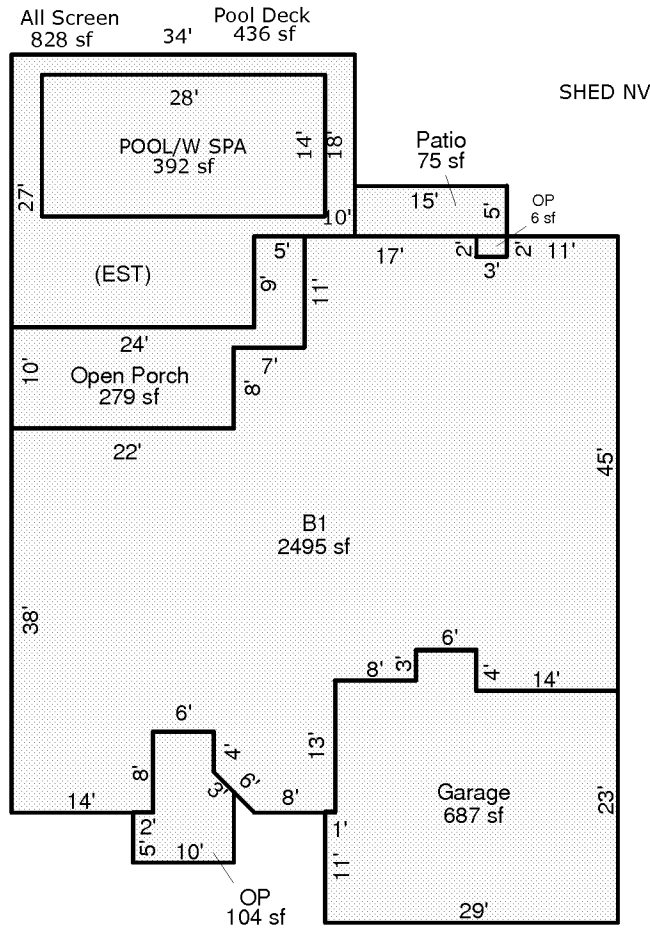 All Screen
828 sf
Pool Deck
436 sf
34'
SHED NV
28'
14'
18'
POOL/W SPA
392 sf
Patio
75 sf
27'
15'
5'
OP
6 sf
10'
5'
17'
2'
2'
11'
3'
(EST)
9'
11'
24'
10'
7'
Open Porch
279 sf
8'
22'
45'
B1
2495 sf
38'
6'
8'
3'
4'
14'
6'
13'
4'
8'
6'
3'
14'
8'
Garage
687 sf
23'
2'
1'
5'
10'
11'
OP
104 sf
29'